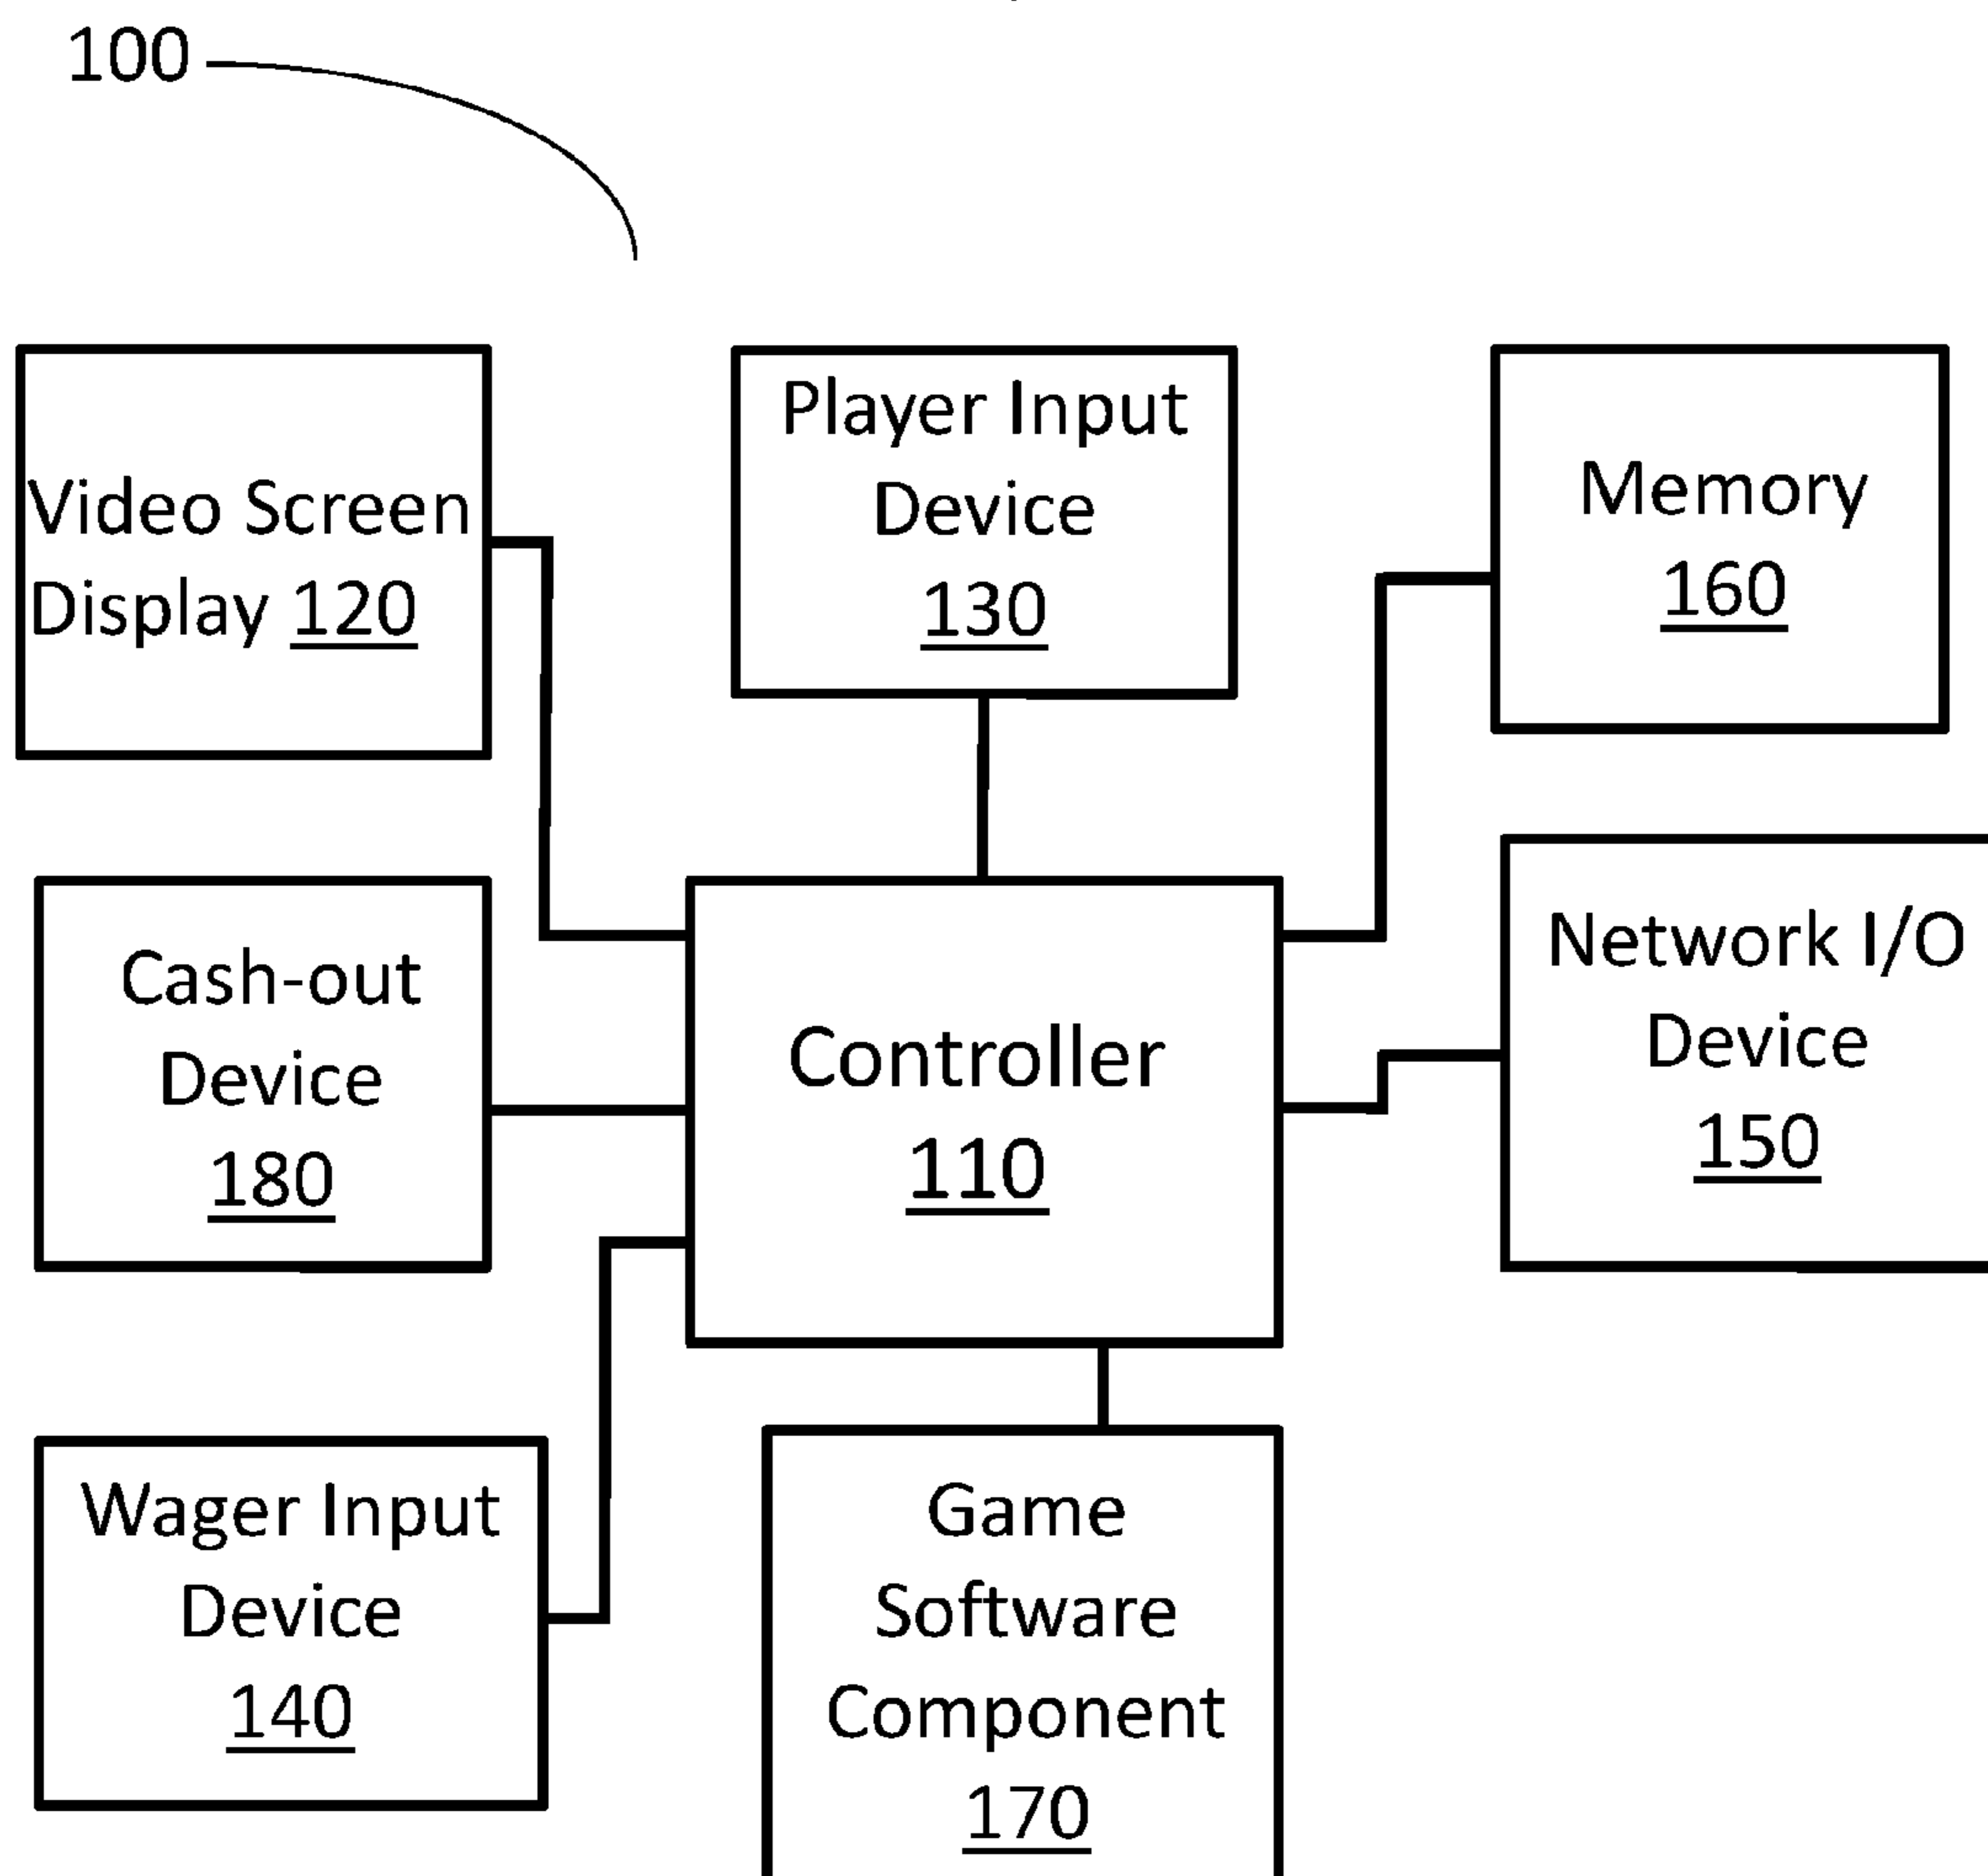 100
Video Screen
Display 120
Player Input
Device
130
Memory
160
Cash-out
Device
180
Controller
110
Network I/O
Device
150
Wager Input
Device
140
Game
Software
Component
170